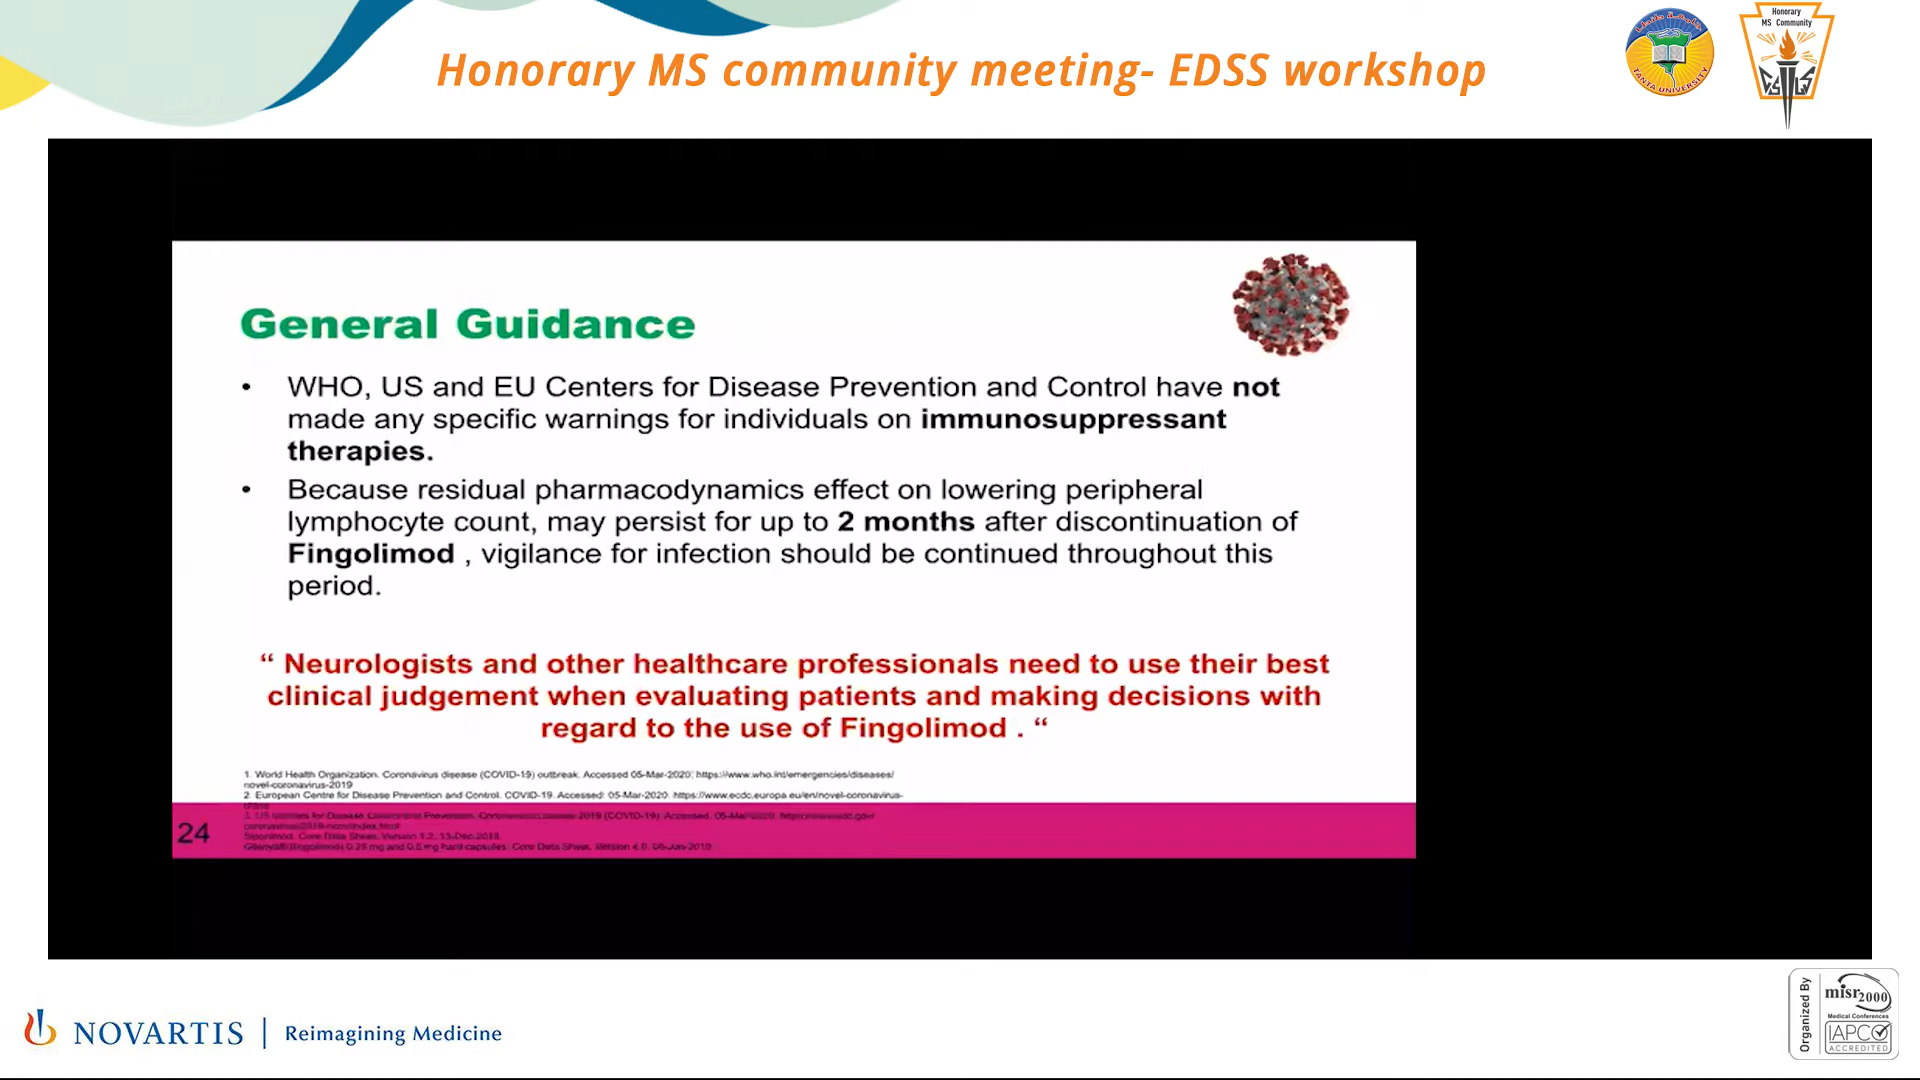 Honorary MS community meeting- EDSS workshop
Honorary
MS Community
TANTA UNIVERSITY
General Guidance
• WHO, US and EU Centers for Disease Prevention and Control have not
made any specific warnings for individuals on immunosuppressant
therapies.
• Because residual pharmacodynamics effect on lowering peripheral
lymphocyte count, may persist for up to 2 months after discontinuation of
Fingolimod , vigilance for infection should be continued throughout this
period.
“ Neurologists and other healthcare professionals need to use their best
clinical judgement when evaluating patients and making decisions with
regard to the use of Fingolimod . “
1. World Health Organization. Coronavirus disease (COVID-19) outbreak. Accessed 05-Mar-2020; https://www.who.int/emergencies/diseases/
novel-coronavirus-2019
2. European Centre for Disease Prevention and Control. COVID-19. Accessed: 05-Mar-2020. https://www.ecdc.europa.eu/en/novel-coronavirus-
24
NOVARTIS | Reimagining Medicine
Organized By
misr2000
Medical Conferences
IAPCO
ACCREDITED